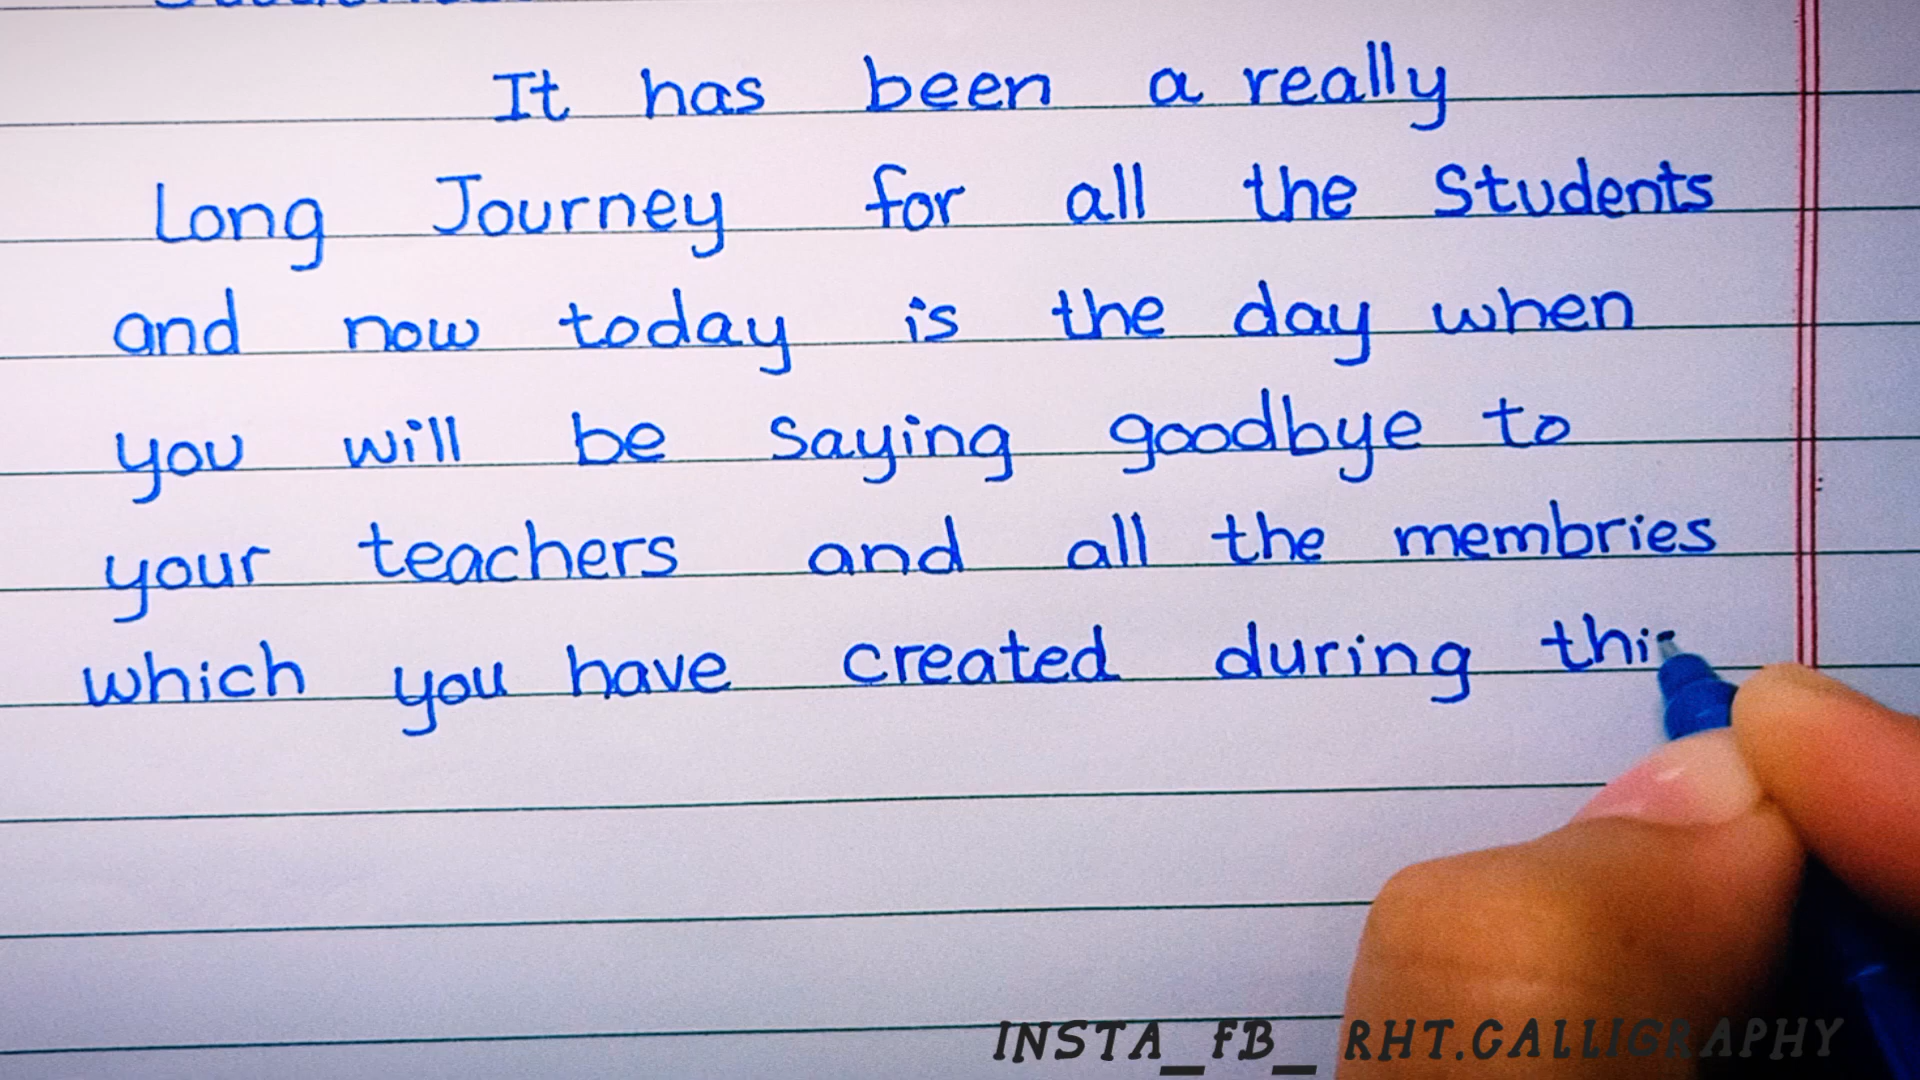 It has been a really
Long Journey for all the Students
and now today is the day when
you will be saying goodbye to
your teachers and all the membries
which you have created during thi
INSTA_FB_ RHT.CALLIGRAPHY